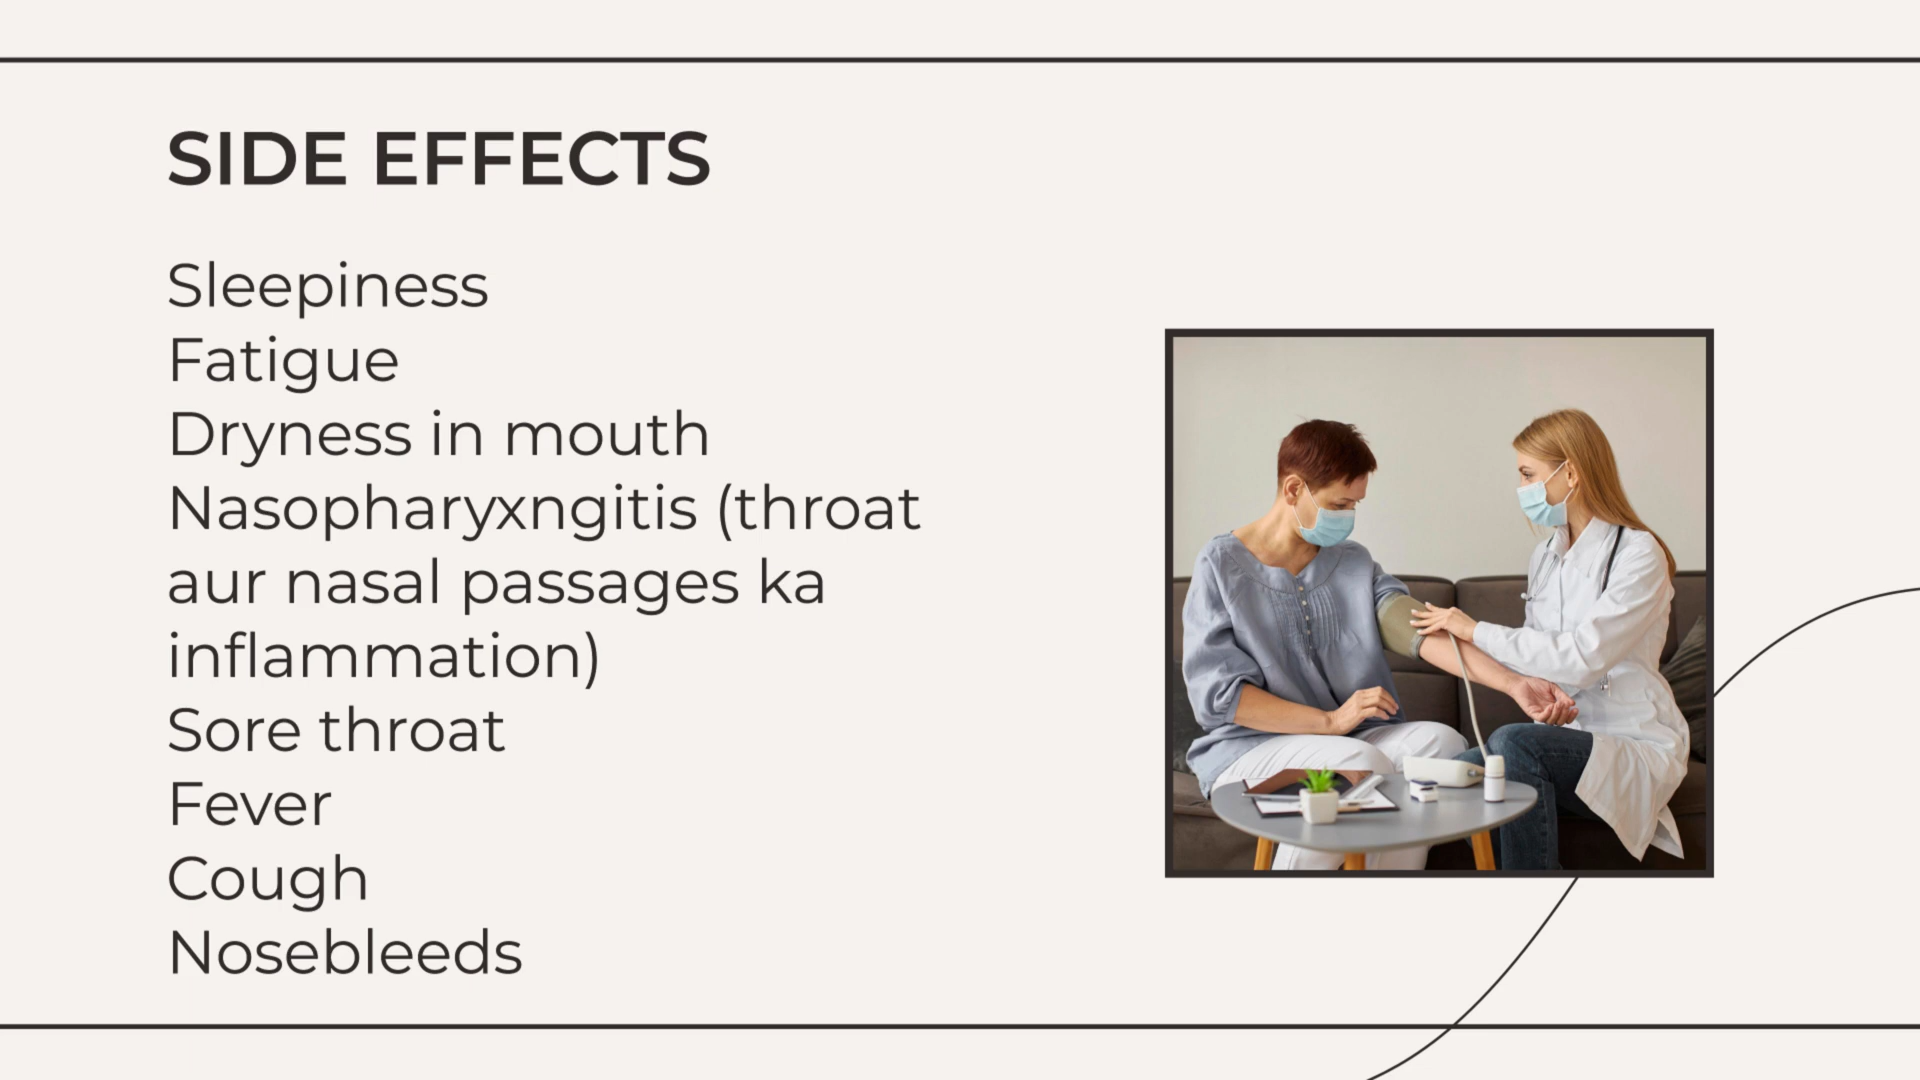 SIDE EFFECTS
Sleepiness
Fatigue
Dryness in mouth
Nasopharyxngitis (throat
aur nasal passages ka
inflammation)
Sore throat
Fever
Cough
Nosebleeds